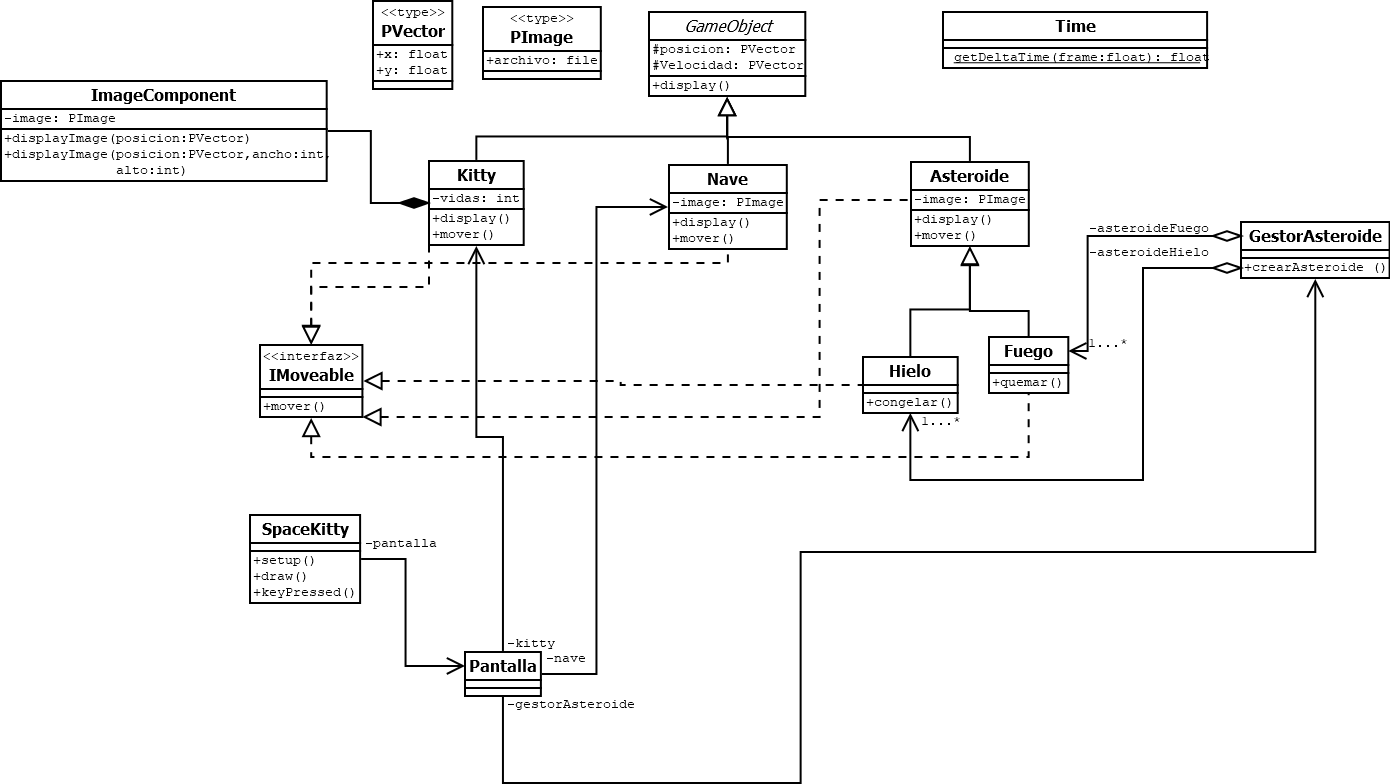 <<type>>
PVector
+x: float
+y: float
<<type>>
PImage
+archivo: file
GameObject
#posicion: PVector
#Velocidad: PVector
+display()
Time
getDeltaTime(frame:float): float
ImageComponent
-image: PImage
+displayImage(posicion:PVector)
+displayImage(posicion:PVector,ancho:int,
alto:int)
Kitty
-vidas: int
+display()
+mover()
Nave
-image: PImage
+display()
+mover()
Asteroide
-image: PImage
+display()
+mover()
-asteroideFuego
-asteroideHielo
GestorAsteroide
+crearAsteroide ()
<<interfaz>>
IMoveable
+mover()
Hielo
+congelar()
1...*
Fuego
+quemar()
1...*
SpaceKitty
+setup()
+draw()
+keyPressed()
-pantalla
-kitty
-nave
Pantalla
-gestorAsteroide